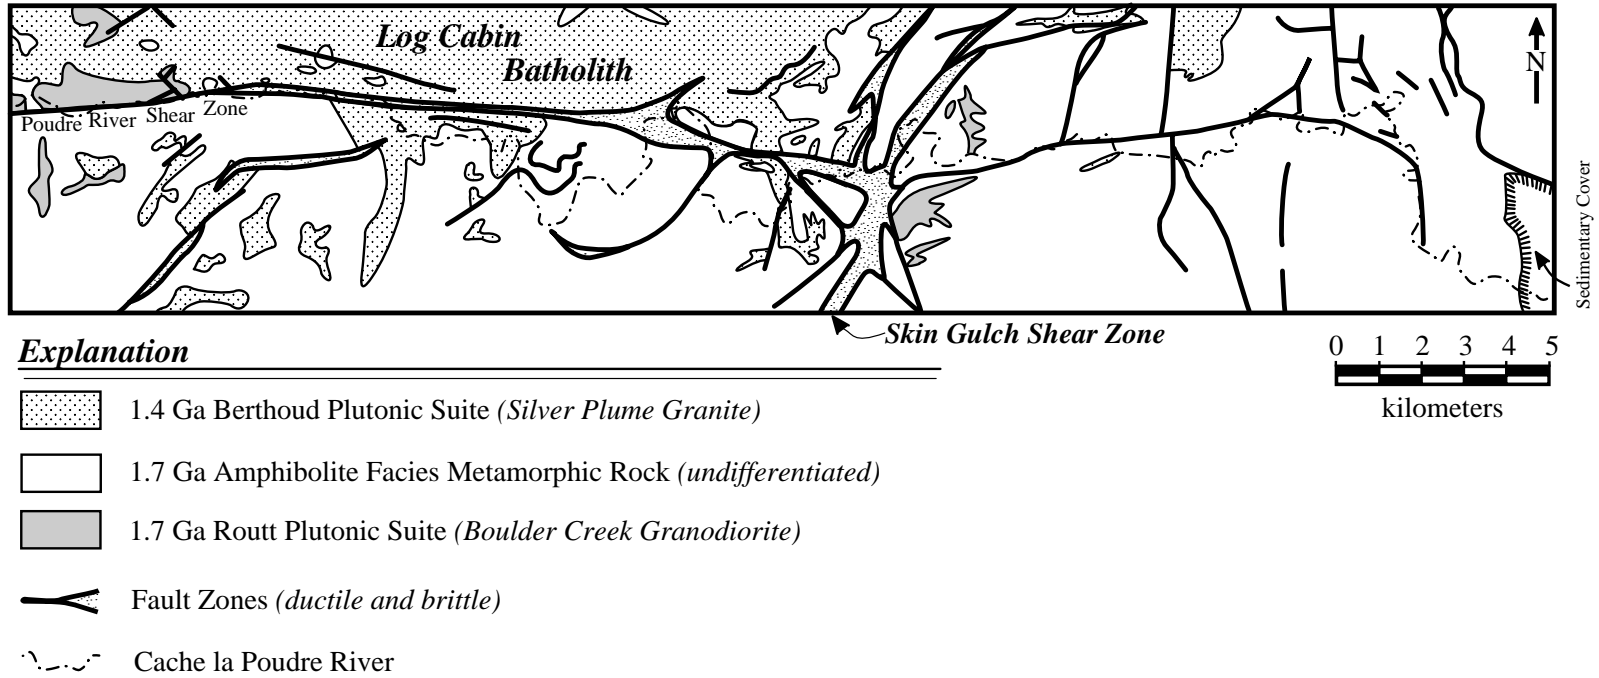 Log Cabin
Batholith
N
Poudre River Shear Zone
Sedimentary Cover
Skin Gulch Shear Zone
Explanation
0 1 2 3 4 5
kilometers
1.4 Ga Berthoud Plutonic Suite (Silver Plume Granite)
1.7 Ga Amphibolite Facies Metamorphic Rock (undifferentiated)
1.7 Ga Routt Plutonic Suite (Boulder Creek Granodiorite)
Fault Zones (ductile and brittle)
Cache la Poudre River